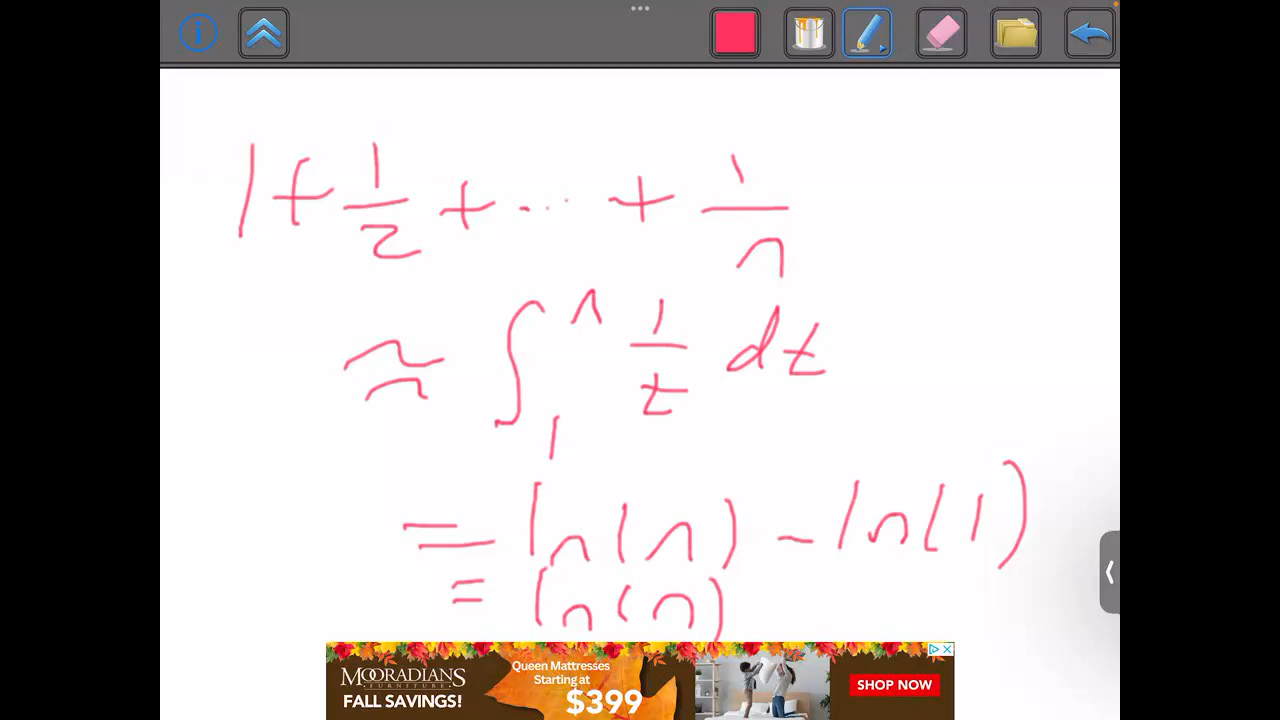 1 + 1/2 + ... + 1/n
≈ ∫_1^n 1/t dt
= ln(n) - ln(1)
= ln(n)
MOORADIANS
FURNITURE
FALL SAVINGS!
Queen Mattresses
Starting at
$399
SHOP NOW